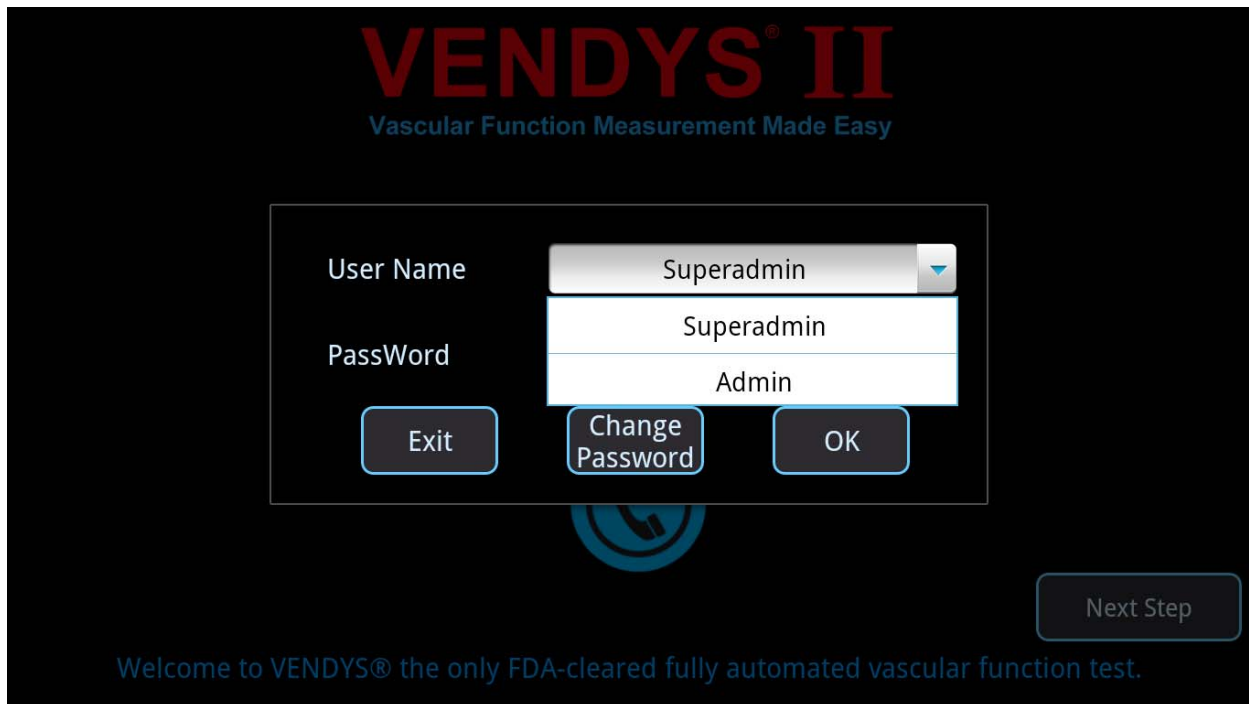 VENDYS® II
Vascular Function Measurement Made Easy
User Name
Superadmin
Superadmin
PassWord
Admin
Exit
Change
Password
OK
Next Step
Welcome to VENDYS® the only FDA-cleared fully automated vascular function test.